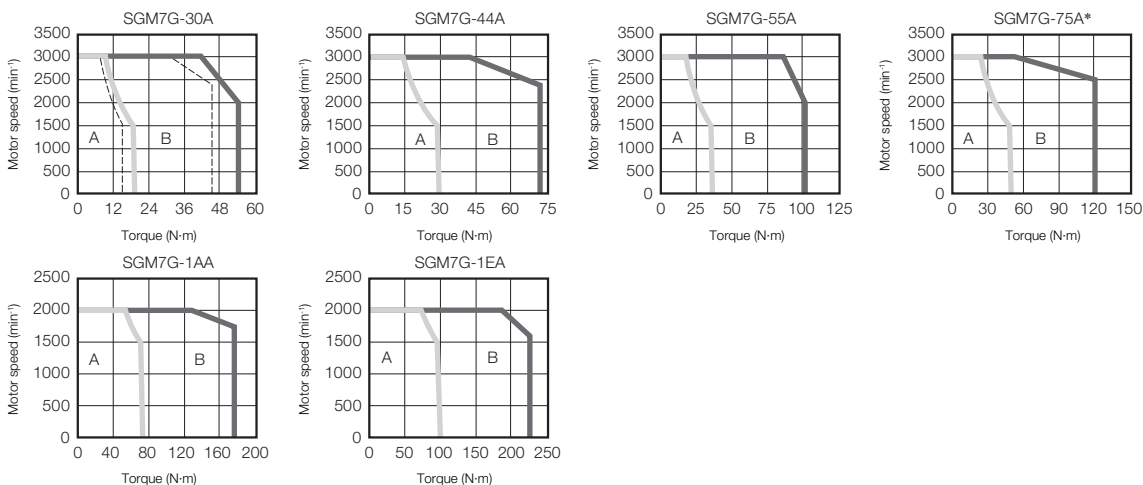 SGM7G-30A
Motor speed (min⁻¹)
3500
3000
2500
2000
1500
1000
500
0
A
B
0 12 24 36 48 60
Torque (N·m)
SGM7G-44A
Motor speed (min⁻¹)
3500
3000
2500
2000
1500
1000
500
0
A
B
0 15 30 45 60 75
Torque (N·m)
SGM7G-55A
Motor speed (min⁻¹)
3500
3000
2500
2000
1500
1000
500
0
A
B
0 25 50 75 100 125
Torque (N·m)
SGM7G-75A*
Motor speed (min⁻¹)
3500
3000
2500
2000
1500
1000
500
0
A
B
0 30 60 90 120 150
Torque (N·m)
SGM7G-1AA
Motor speed (min⁻¹)
2500
2000
1500
1000
500
0
A
B
0 40 80 120 160 200
Torque (N·m)
SGM7G-1EA
Motor speed (min⁻¹)
2500
2000
1500
1000
500
0
A
B
0 50 100 150 200 250
Torque (N·m)